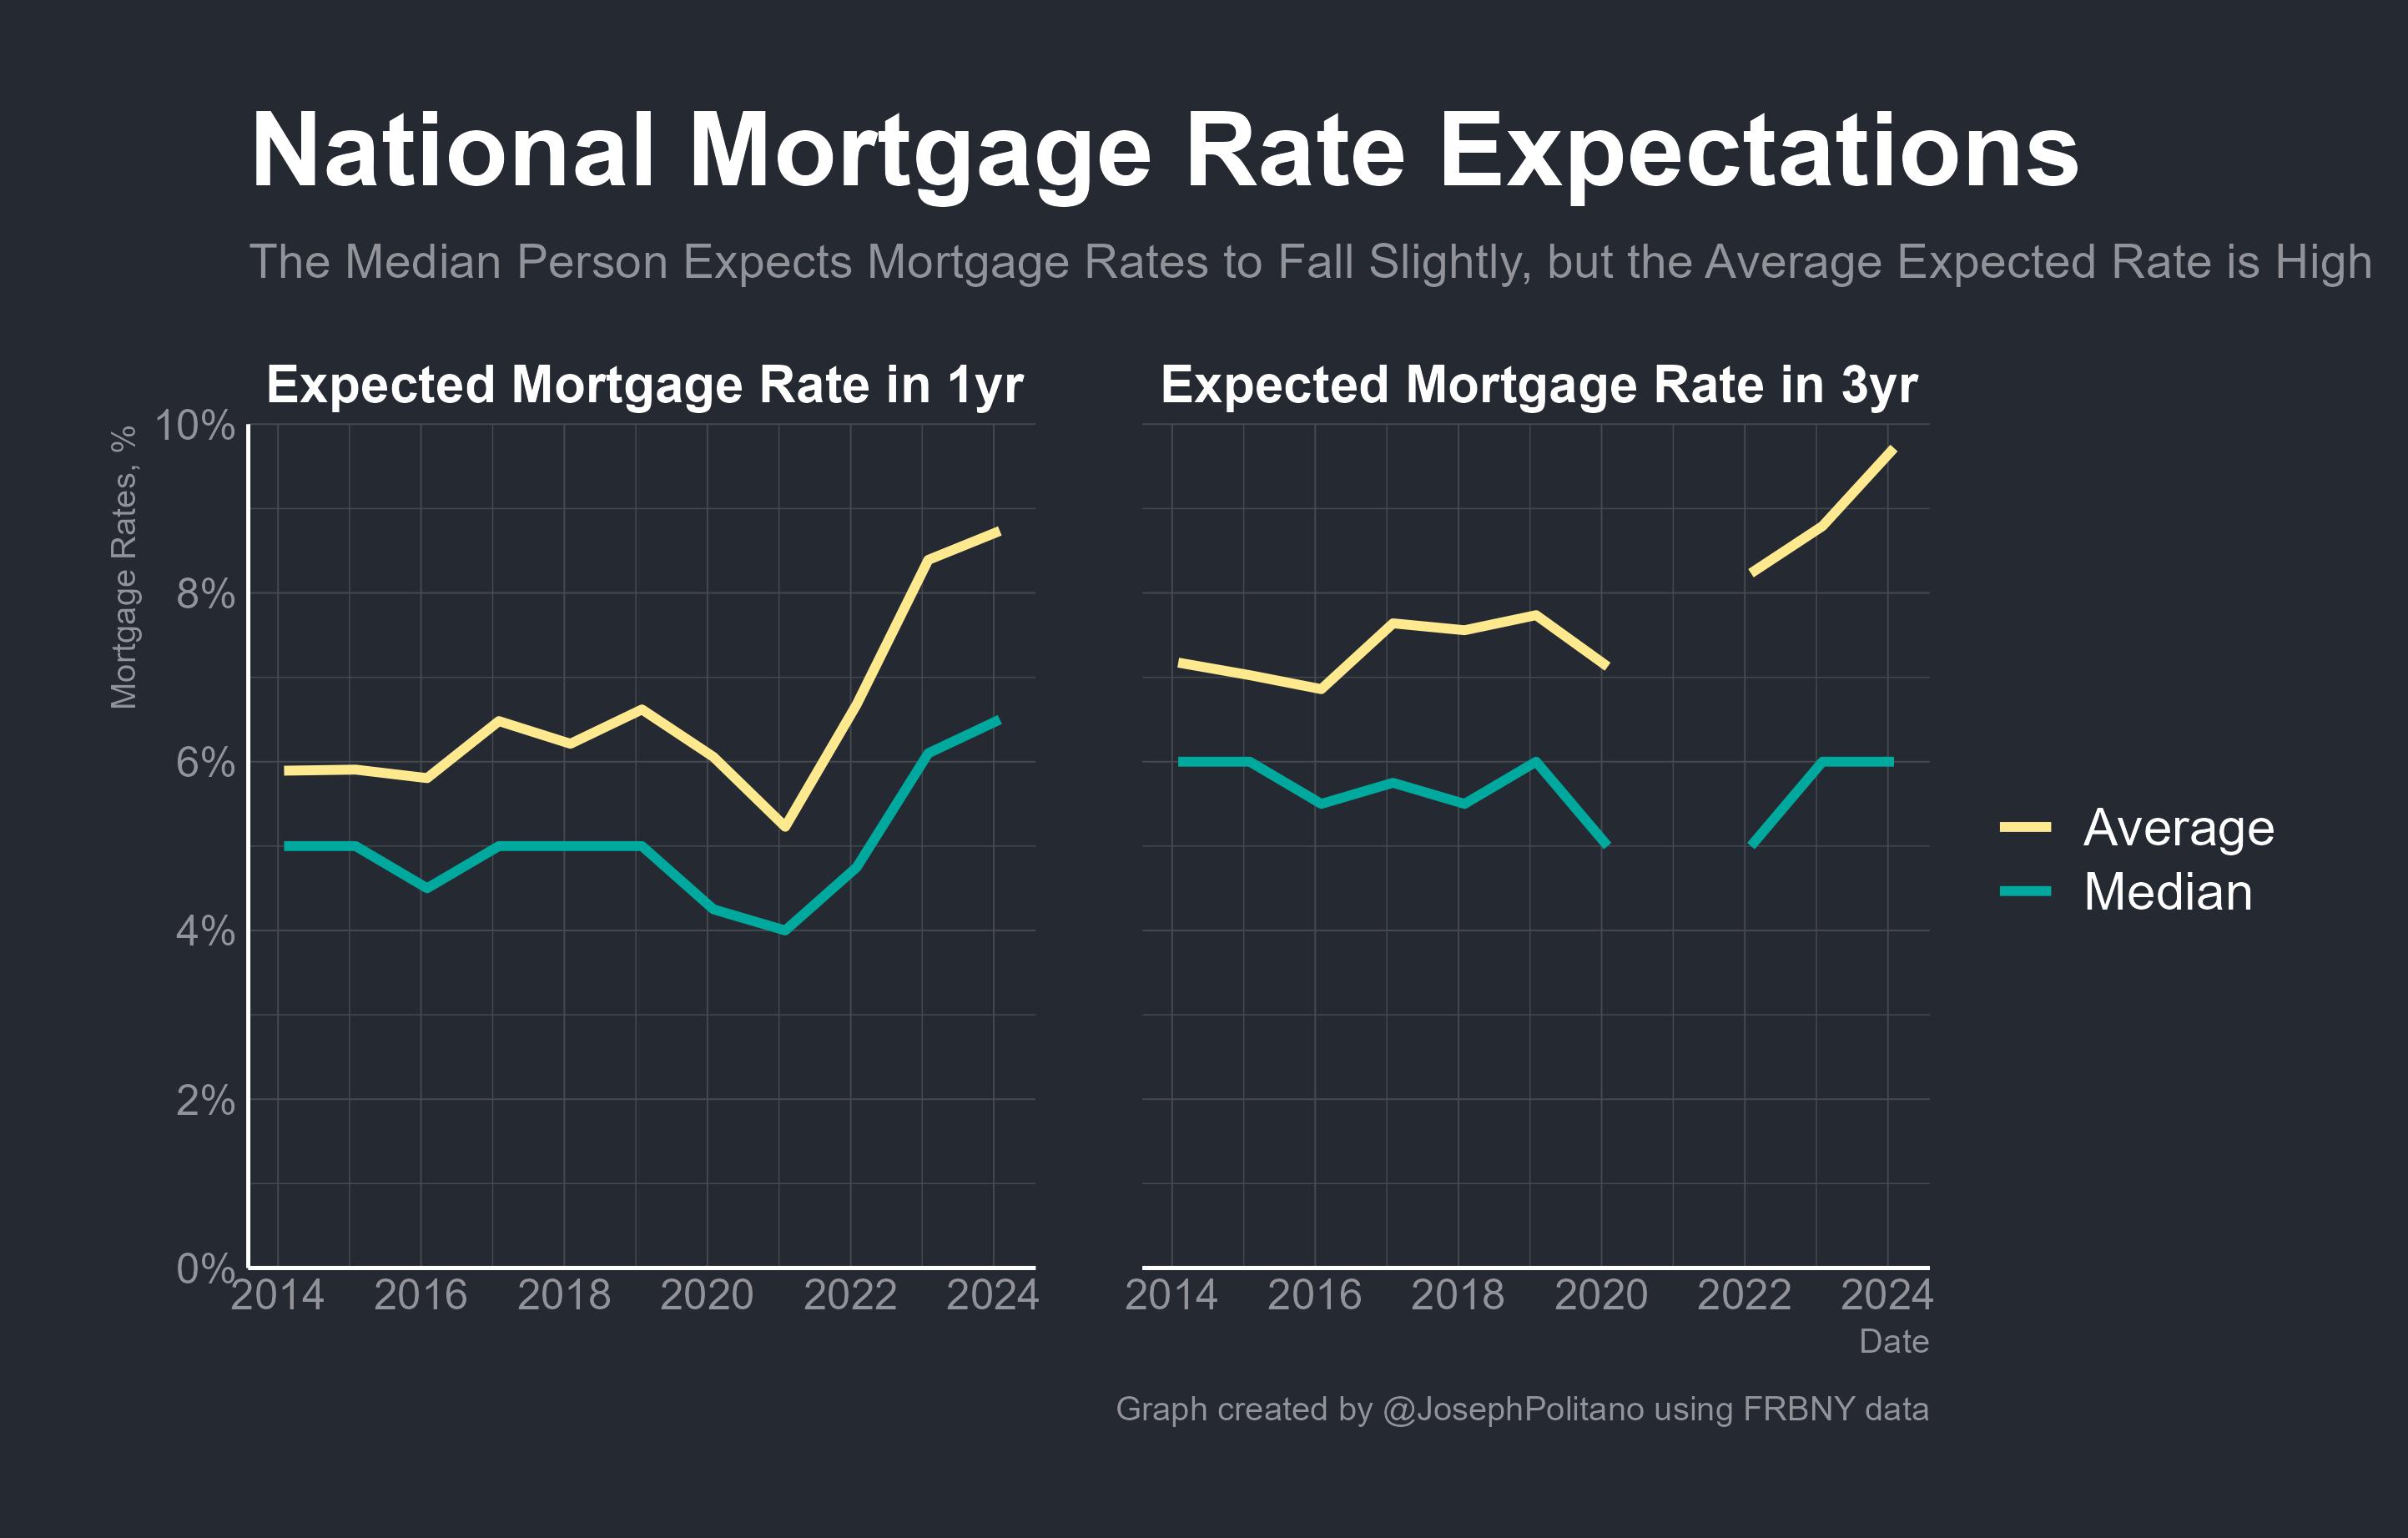 National Mortgage Rate Expectations
The Median Person Expects Mortgage Rates to Fall Slightly, but the Average Expected Rate is High
Expected Mortgage Rate in 1yr
Expected Mortgage Rate in 3yr
Mortgage Rates, %
10%
8%
6%
4%
2%
0%
2014 2016 2018 2020 2022 2024
2014 2016 2018 2020 2022 2024
Average
Median
Date
Graph created by @JosephPolitano using FRBNY data